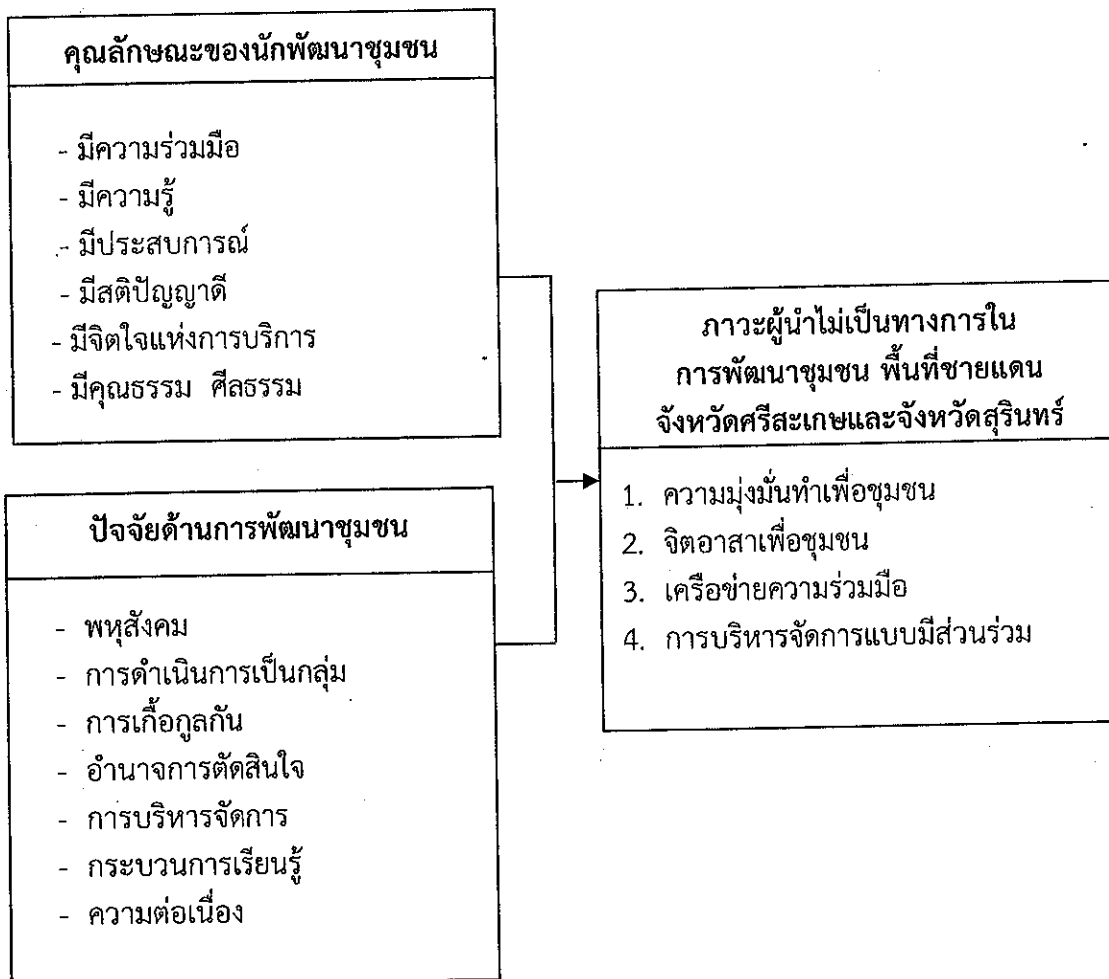 คุณลักษณะของนักพัฒนาชุมชน
- มีความร่วมมือ
- มีความรู้
- มีประสบการณ์
- มีสติปัญญาดี
- มีจิตใจแห่งการบริการ
- มีคุณธรรม ศีลธรรม
ปัจจัยด้านการพัฒนาชุมชน
- พหุสังคม
- การดำเนินการเป็นกลุ่ม
- การเกื้อกูลกัน
- อำนาจการตัดสินใจ
- การบริหารจัดการ
- กระบวนการเรียนรู้
- ความต่อเนื่อง
ภาวะผู้นำไม่เป็นทางการใน
การพัฒนาชุมชน พื้นที่ชายแดน
จังหวัดศรีสะเกษและจังหวัดสุรินทร์
1. ความมุ่งมั่นทำเพื่อชุมชน
2. จิตอาสาเพื่อชุมชน
3. เครือข่ายความร่วมมือ
4. การบริหารจัดการแบบมีส่วนร่วม